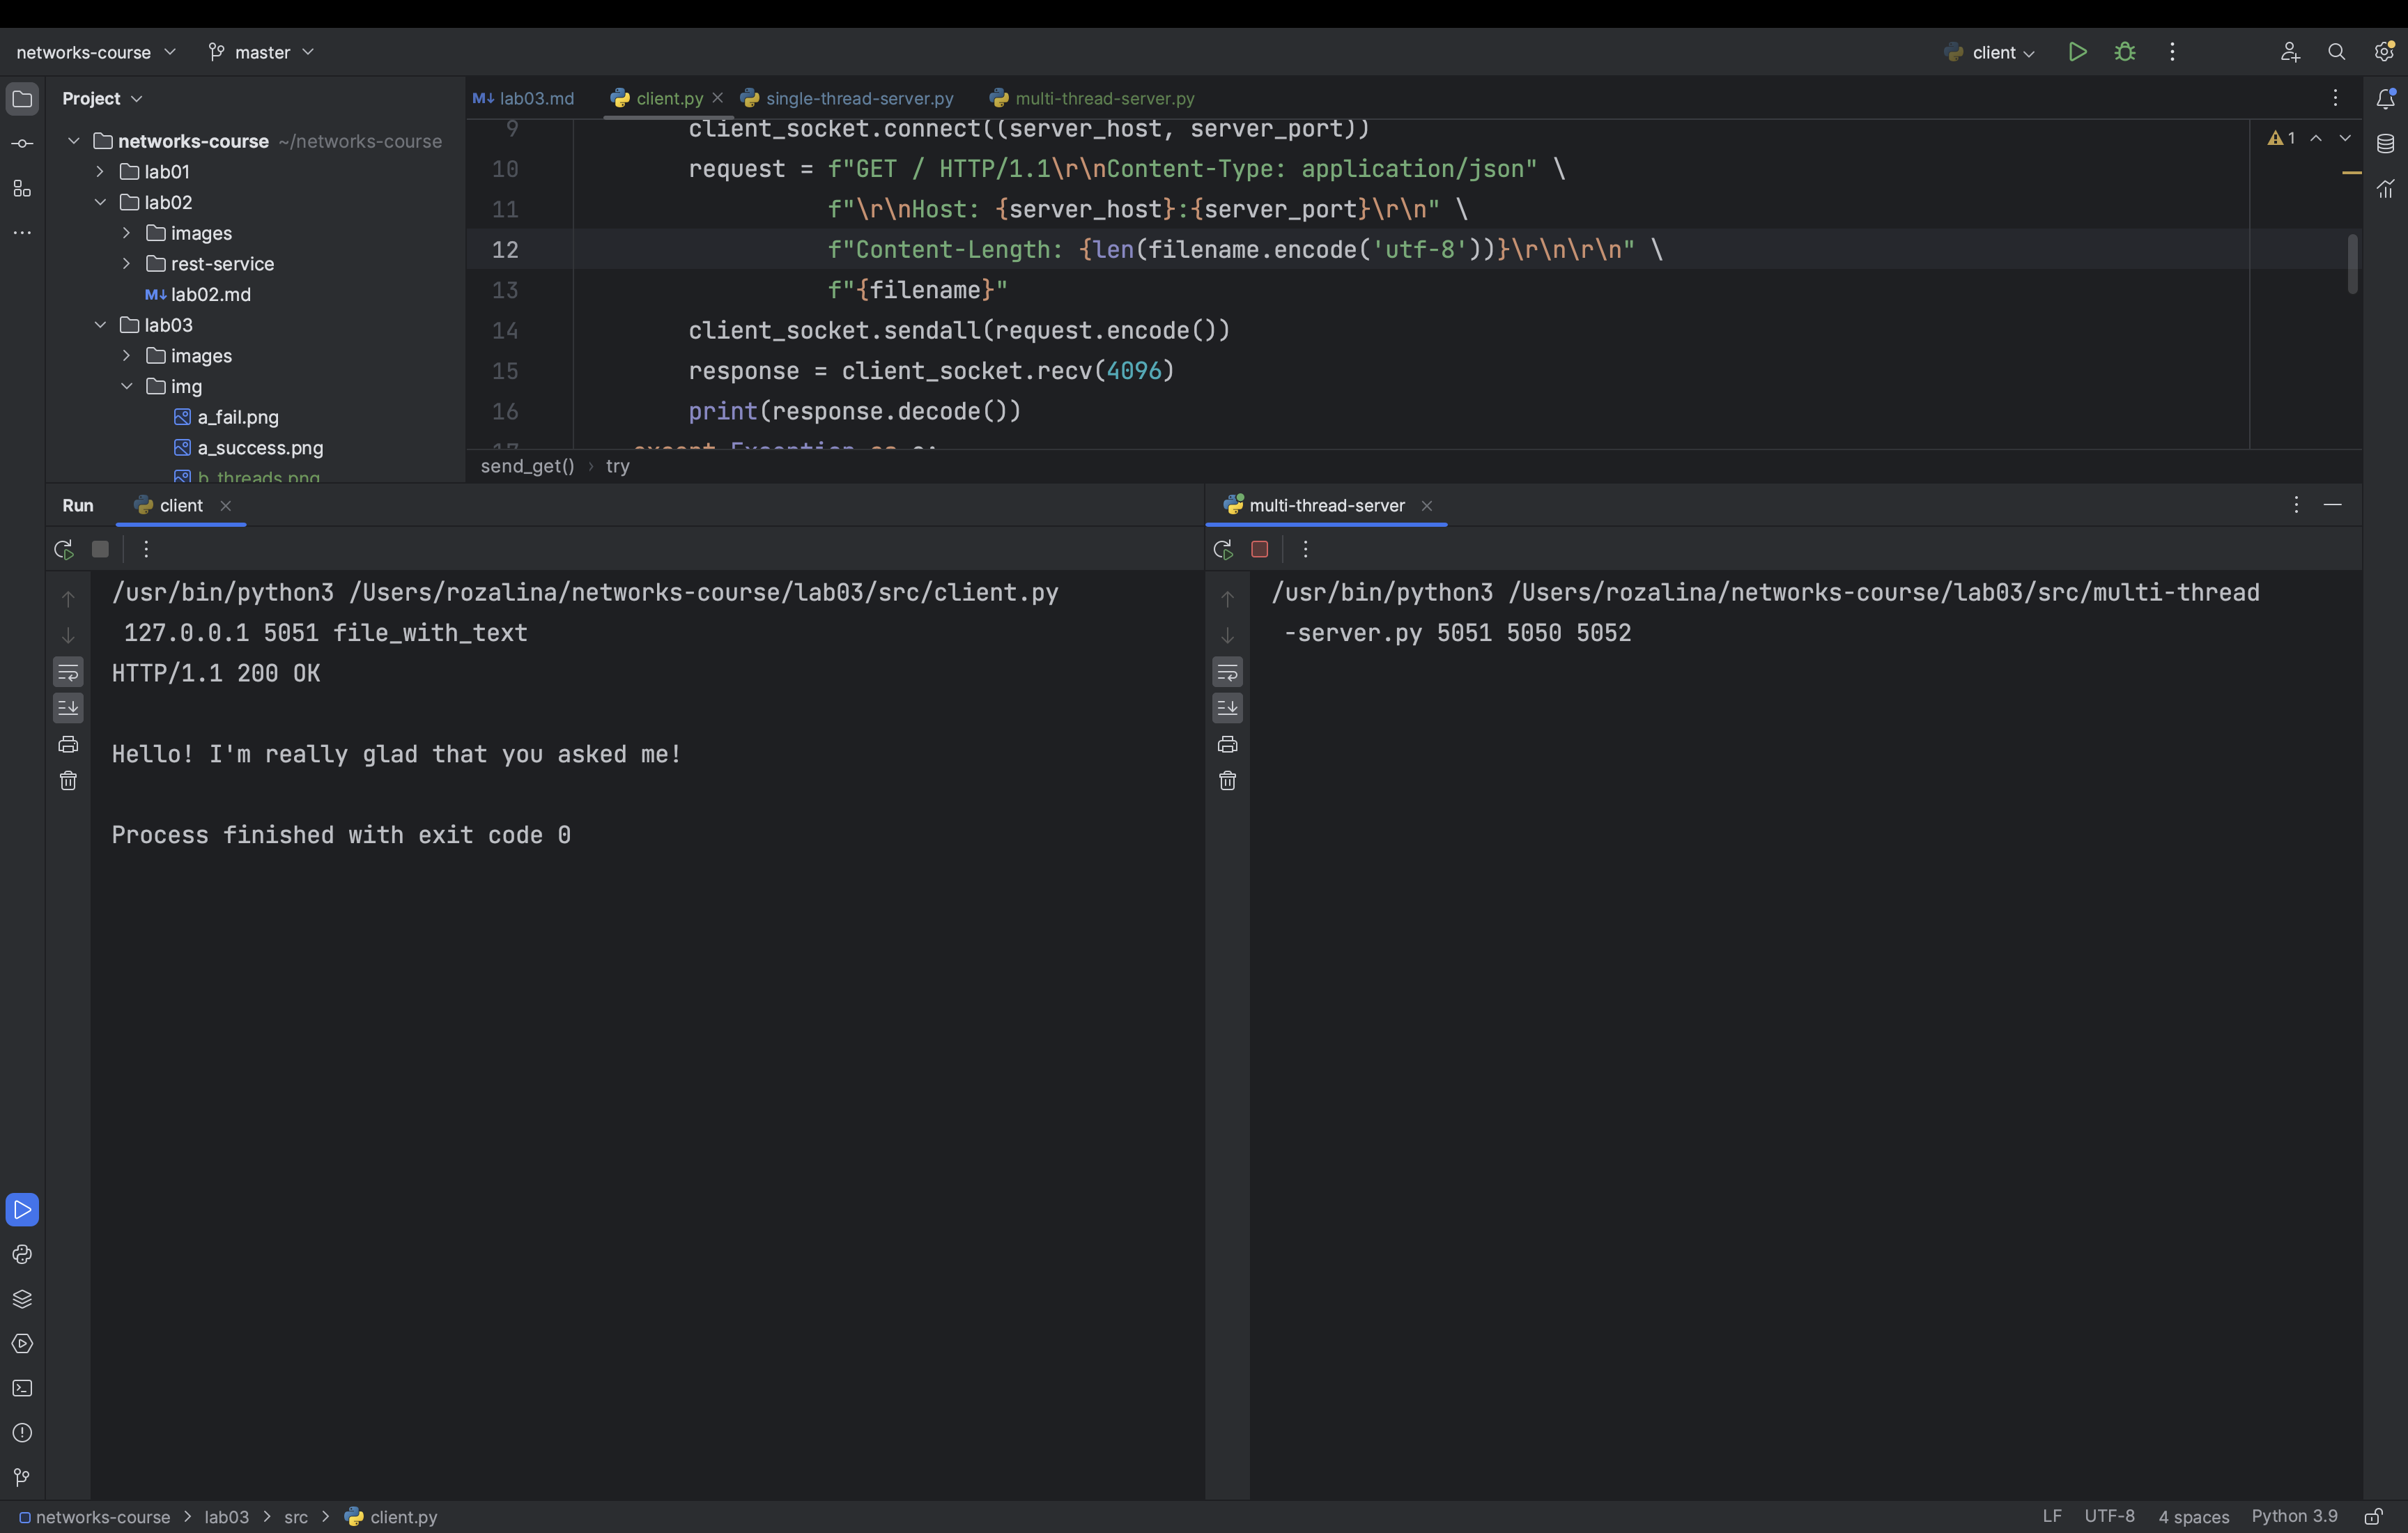 networks-course
master
client
Project
networks-course ~/networks-course
lab01
lab02
images
rest-service
M↓ lab02.md
lab03
images
img
a_fail.png
a_success.png
b_threads.png
M↓ lab03.md
client.py
single-thread-server.py
multi-thread-server.py
1
9 client_socket.connect((server_host, server_port))
10 request = f"GET / HTTP/1.1\r\nContent-Type: application/json" \
11 f"\r\nHost: {server_host}:{server_port}\r\n" \
12 f"Content-Length: {len(filename.encode('utf-8'))}\r\n\r\n" \
13 f"{filename}"
14 client_socket.sendall(request.encode())
15 response = client_socket.recv(4096)
16 print(response.decode())
17 except Exception as e:
send_get() › try
Run
client
/usr/bin/python3 /Users/rozalina/networks-course/lab03/src/client.py
127.0.0.1 5051 file_with_text
HTTP/1.1 200 OK
Hello! I'm really glad that you asked me!
Process finished with exit code 0
multi-thread-server
/usr/bin/python3 /Users/rozalina/networks-course/lab03/src/multi-thread
-server.py 5051 5050 5052
networks-course > lab03 > src > client.py
LF UTF-8 4 spaces Python 3.9